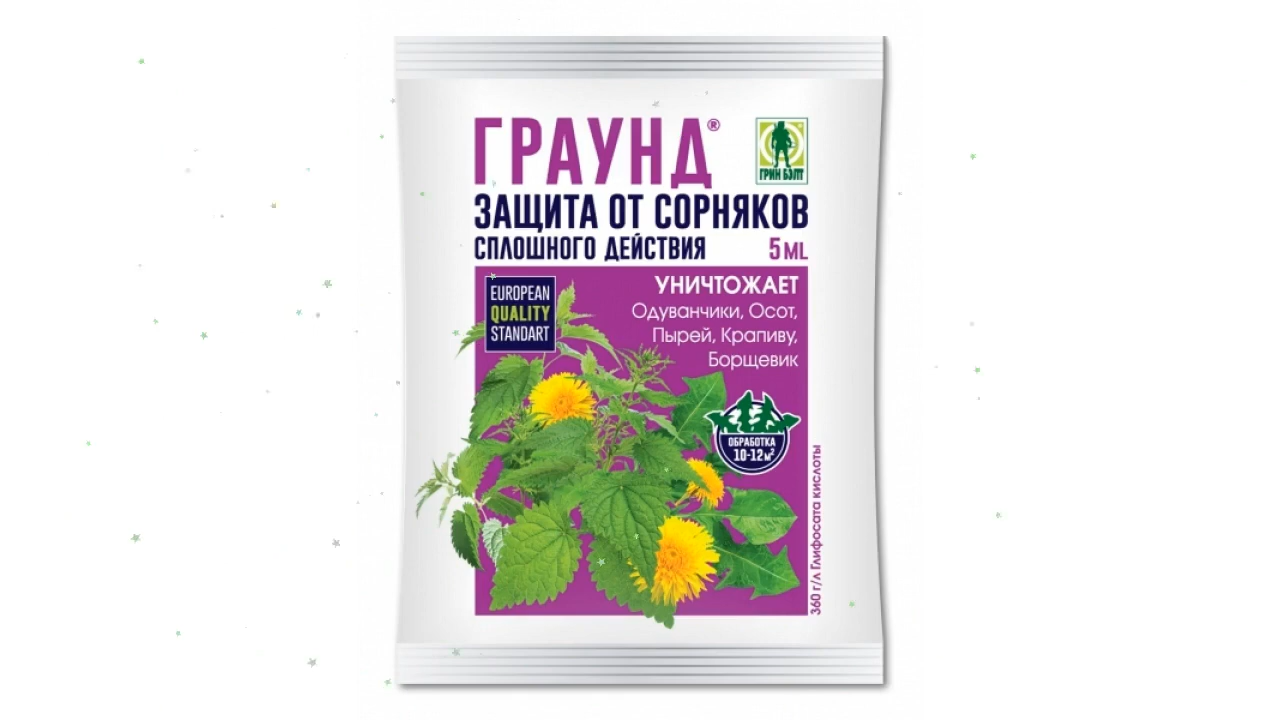 ГРАУНД®
ГРИН БЭЛТ
ЗАЩИТА ОТ СОРНЯКОВ
СПЛОШНОГО ДЕЙСТВИЯ 5 ML
EUROPEAN
QUALITY
STANDART
УНИЧТОЖАЕТ
Одуванчики, Осот,
Пырей, Крапиву,
Борщевик
ОБРАБОТКА
10-12 м²
360 г/л Глифосата кислоты